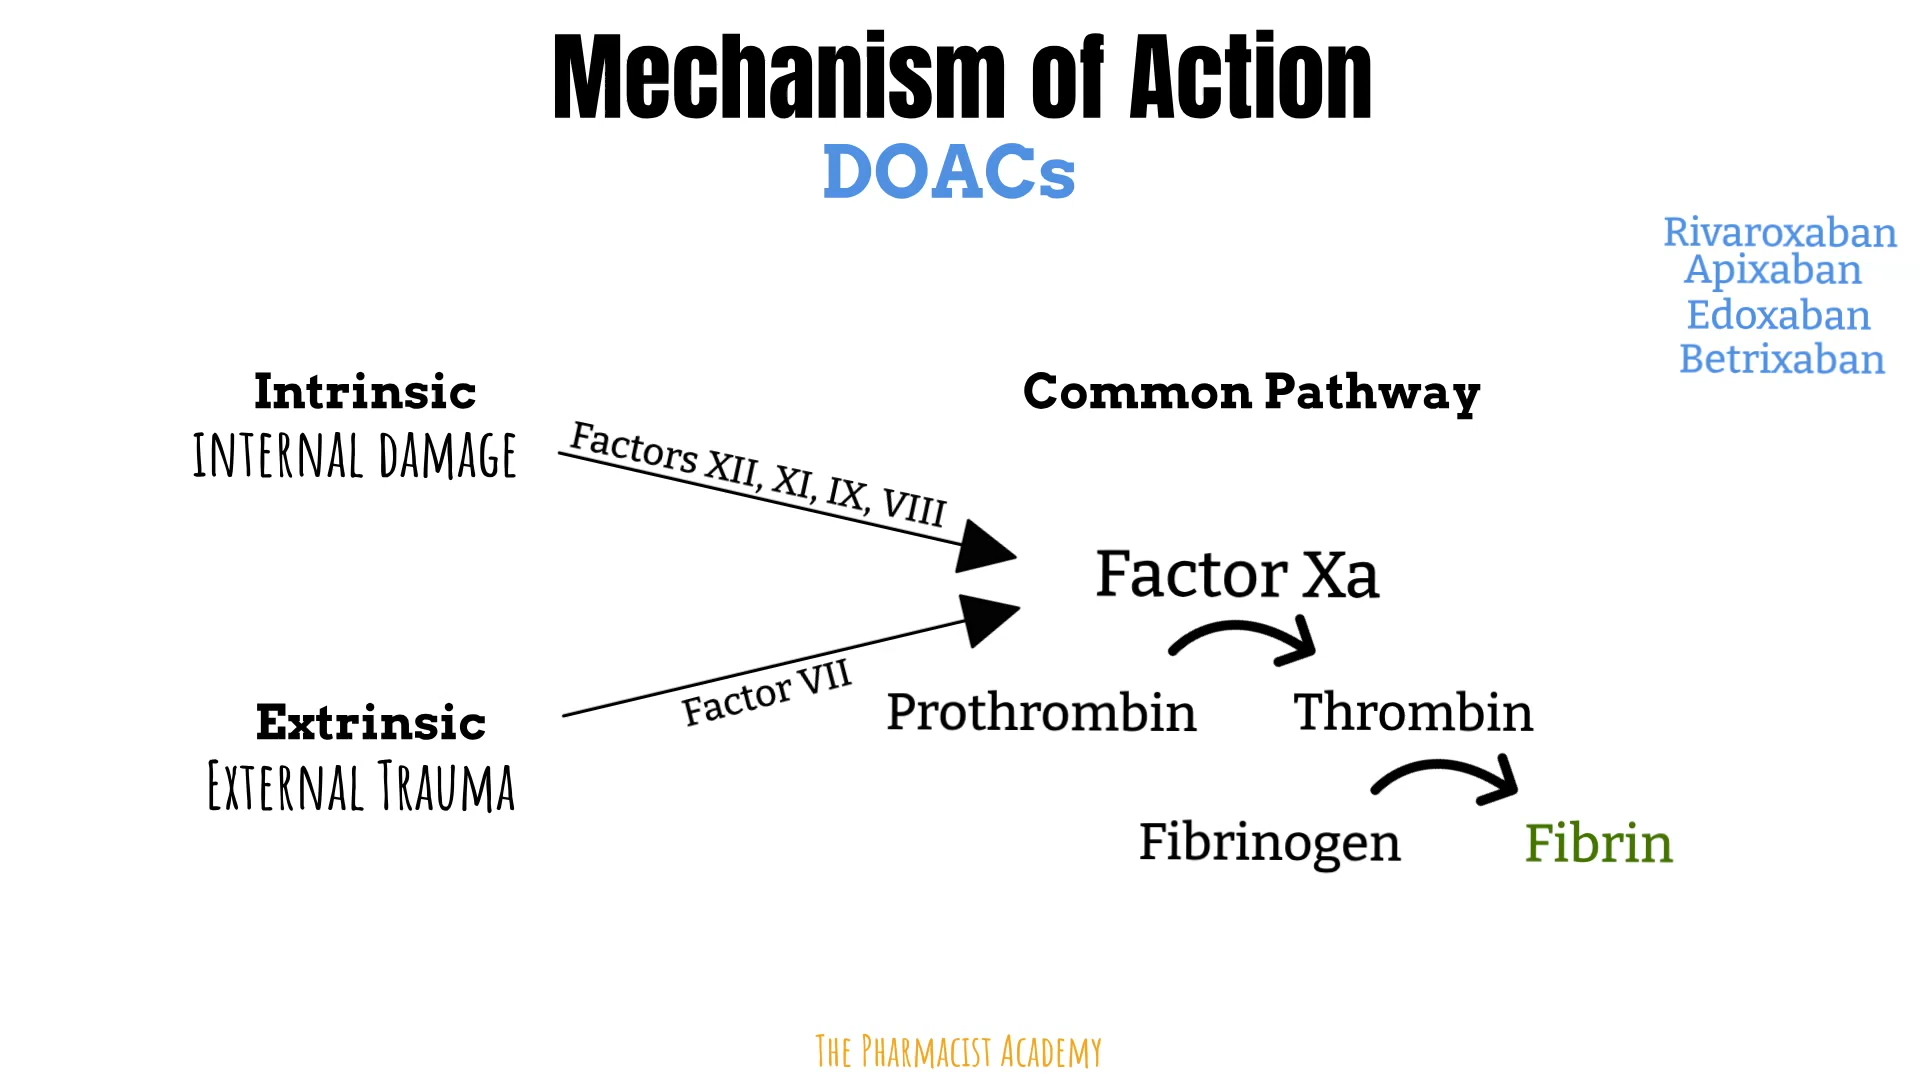 Mechanism of Action
DOACs
Rivaroxaban
Apixaban
Edoxaban
Betrixaban
Intrinsic
INTERNAL DAMAGE
Factors XII, XI, IX, VIII
Common Pathway
Factor Xa
Extrinsic
EXTERNAL TRAUMA
Factor VII
Prothrombin
Thrombin
Fibrinogen
Fibrin
THE PHARMACIST ACADEMY